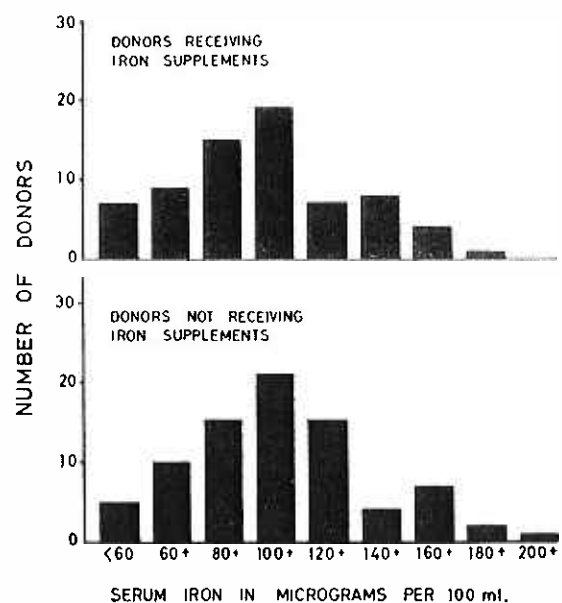 30
DONORS RECEIVING
IRON SUPPLEMENTS
20
10
0
NUMBER OF DONORS
30
DONORS NOT RECEIVING
IRON SUPPLEMENTS
20
10
0
<60 60+ 80+ 100+ 120+ 140+ 160+ 180+ 200+
SERUM IRON IN MICROGRAMS PER 100 ml.